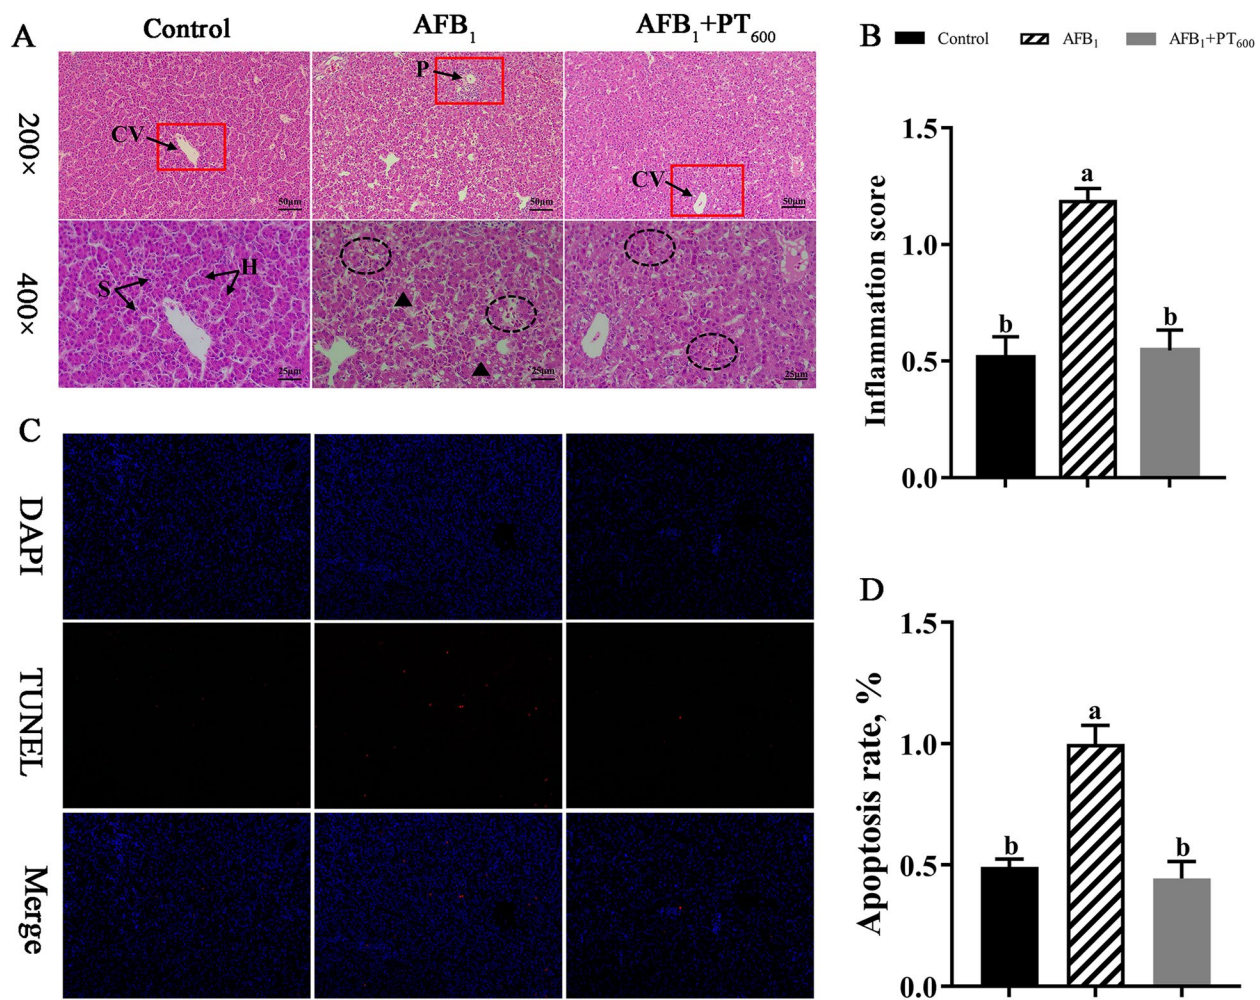 A
Control
AFB1
AFB1+PT600
200×
CV
50μm
P
50μm
CV
50μm
400×
S
H
25μm
25μm
25μm
B
Control
AFB1
AFB1+PT600
Inflammation score
1.5
1.0
0.5
0.0
b
a
b
C
DAPI
TUNEL
Merge
D
Apoptosis rate, %
1.5
1.0
0.5
0.0
b
a
b